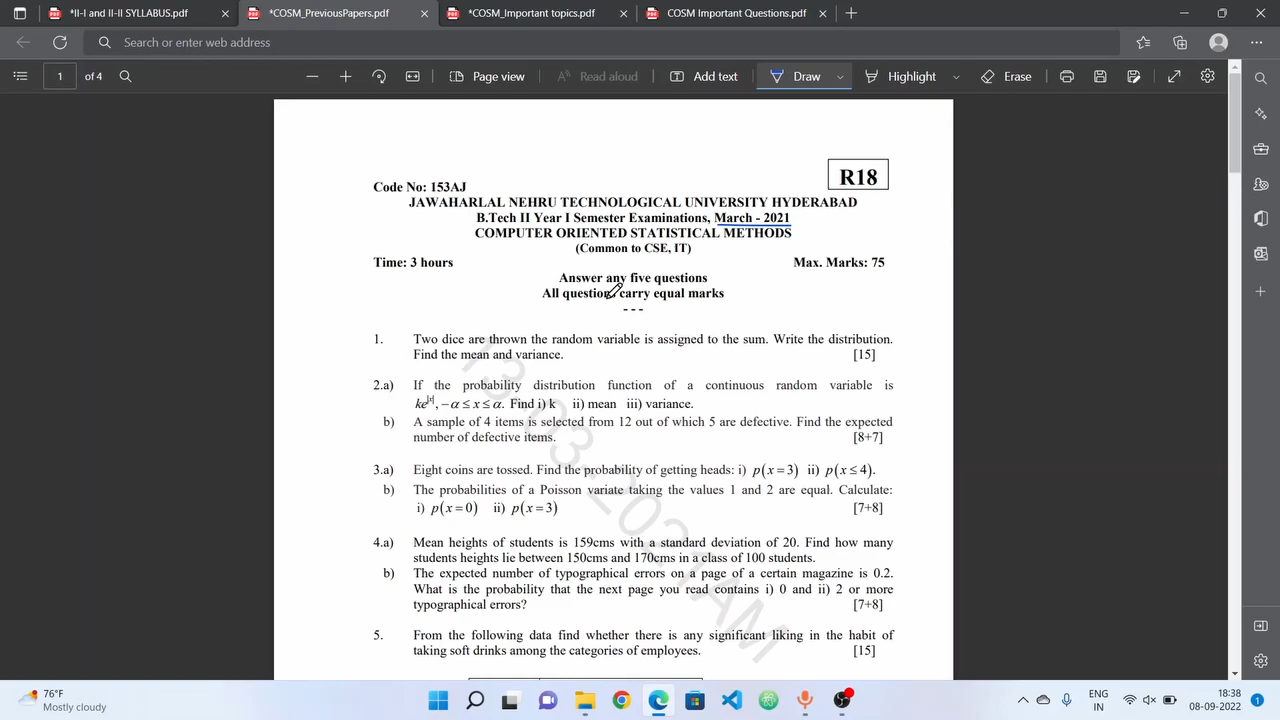 *II-I and II-II SYLLABUS.pdf
*COSM_PreviousPapers.pdf
*COSM_Important topics.pdf
COSM Important Questions.pdf
Search or enter web address
1 of 4
Page view
Read aloud
Add text
Draw
Highlight
Erase
R18
Code No: 153AJ
JAWAHARLAL NEHRU TECHNOLOGICAL UNIVERSITY HYDERABAD
B.Tech II Year I Semester Examinations, March - 2021
COMPUTER ORIENTED STATISTICAL METHODS
(Common to CSE, IT)
Time: 3 hours Max. Marks: 75
Answer any five questions
All questions carry equal marks
- - -
1. Two dice are thrown the random variable is assigned to the sum. Write the distribution.
Find the mean and variance. [15]
2.a) If the probability distribution function of a continuous random variable is
ke^|x|, −α ≤ x ≤ α. Find i) k ii) mean iii) variance.
b) A sample of 4 items is selected from 12 out of which 5 are defective. Find the expected
number of defective items. [8+7]
3.a) Eight coins are tossed. Find the probability of getting heads: i) p(x = 3) ii) p(x ≤ 4).
b) The probabilities of a Poisson variate taking the values 1 and 2 are equal. Calculate:
i) p(x = 0) ii) p(x = 3) [7+8]
4.a) Mean heights of students is 159cms with a standard deviation of 20. Find how many
students heights lie between 150cms and 170cms in a class of 100 students.
b) The expected number of typographical errors on a page of a certain magazine is 0.2.
What is the probability that the next page you read contains i) 0 and ii) 2 or more
typographical errors? [7+8]
5. From the following data find whether there is any significant liking in the habit of
taking soft drinks among the categories of employees. [15]
13-03-2021AM
76°F
Mostly cloudy
ENG
IN
18:38
08-09-2022
1